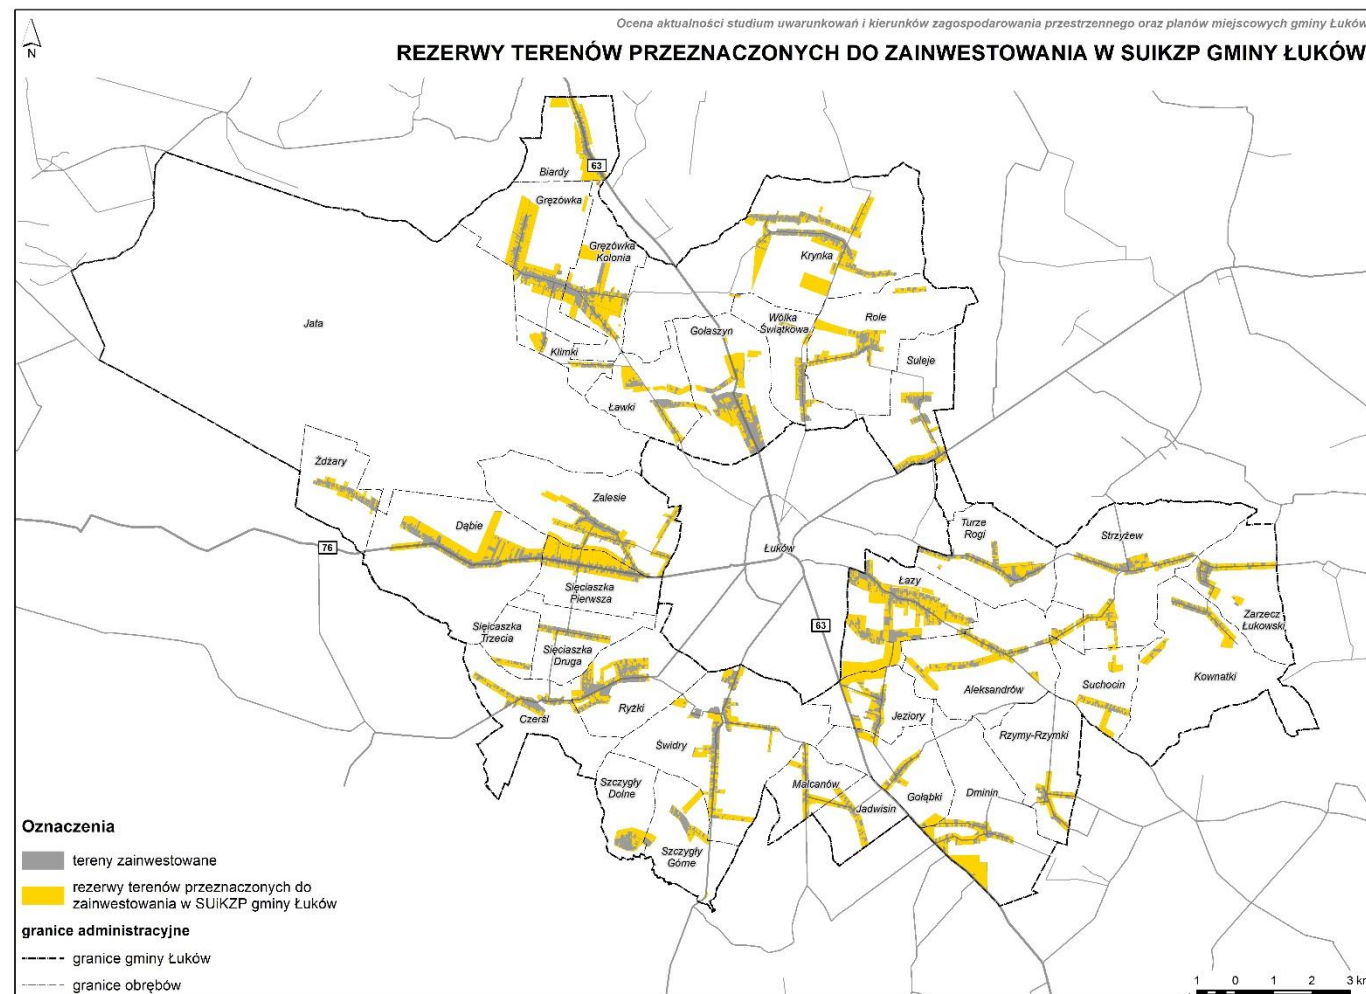 Ocena aktualności studium uwarunkowań i kierunków zagospodarowania przestrzennego oraz planów miejscowych gminy Łuków
N
REZERWY TERENÓW PRZEZNACZONYCH DO ZAINWESTOWANIA W SUIKZP GMINY ŁUKÓW
Biardy
63
Gręzówka
Gręzówka
Kolonia
Krynka
Jata
Gołaszyn
Wólka
Świątkowa
Role
Klimki
Suleje
Ławki
Żdżary
Zalesie
Dąbie
Turze
Rogi
Strzyżew
76
Łuków
Łazy
Sięciaszka
Pierwsza
Sięicaszka
Trzecia
63
Zarzecz
Łukowski
Sięciaszka
Druga
Suchocin
Kownatki
Aleksandrów
Ryżki
Jeziory
Czerśl
Rzymy-Rzymki
Świdry
Szczygły
Dolne
Malcanów
Jadwisin
Gołąbki
Dminin
Szczygły
Górne
Oznaczenia
tereny zainwestowane
rezerwy terenów przeznaczonych do
zainwestowania w SUiKZP gminy Łuków
granice administracyjne
granice gminy Łuków
granice obrębów
1 0 1 2 3 km